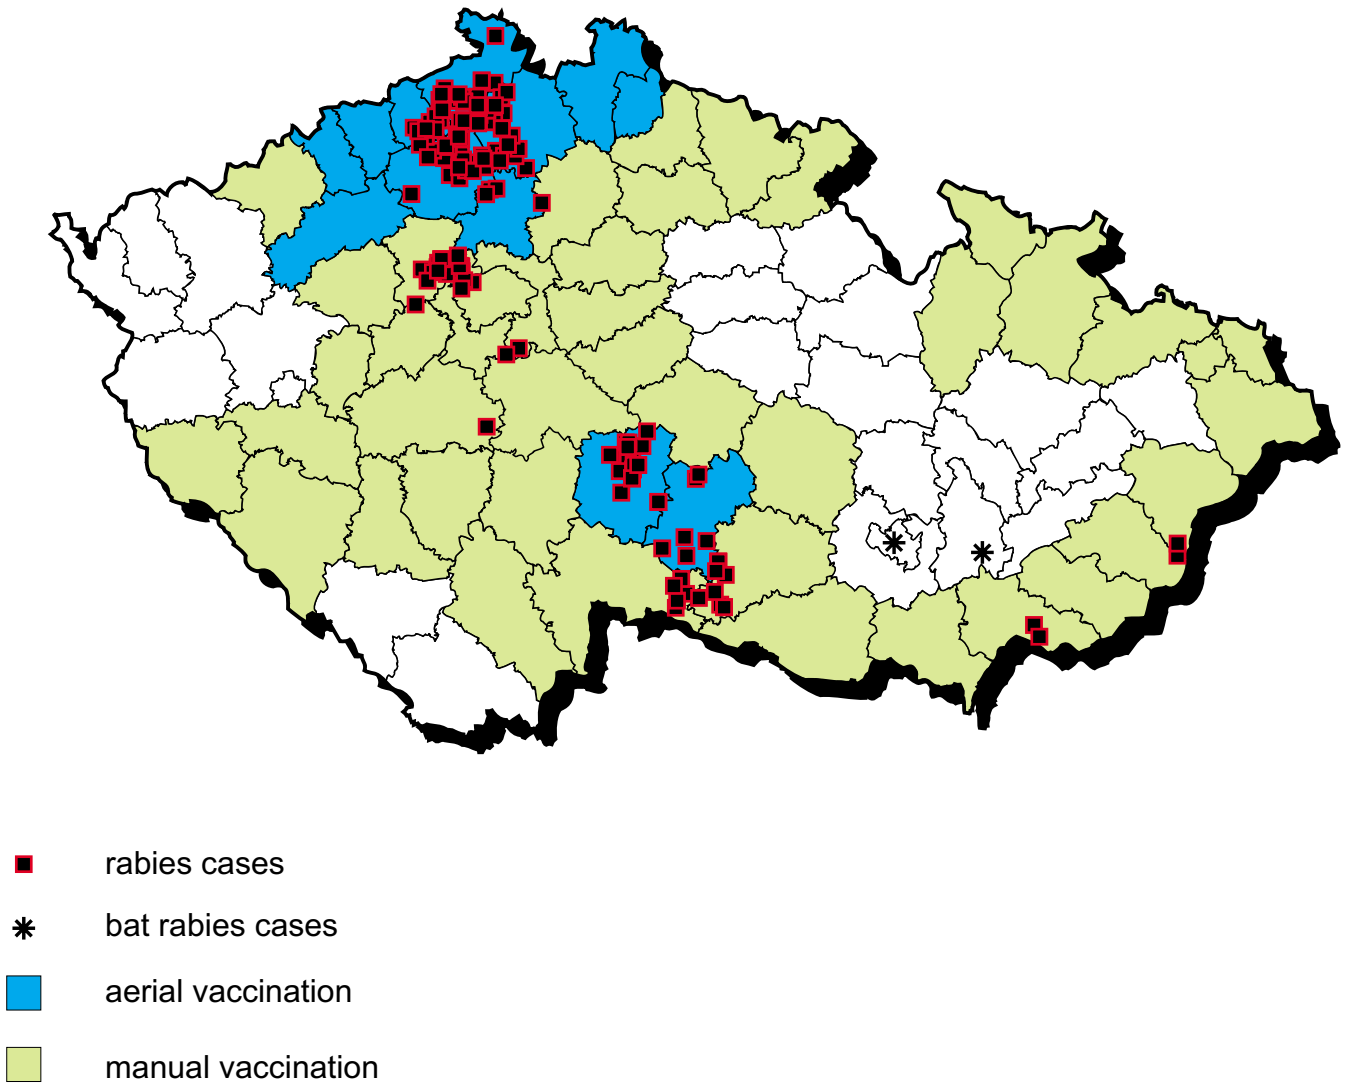 rabies cases
bat rabies cases
aerial vaccination
manual vaccination